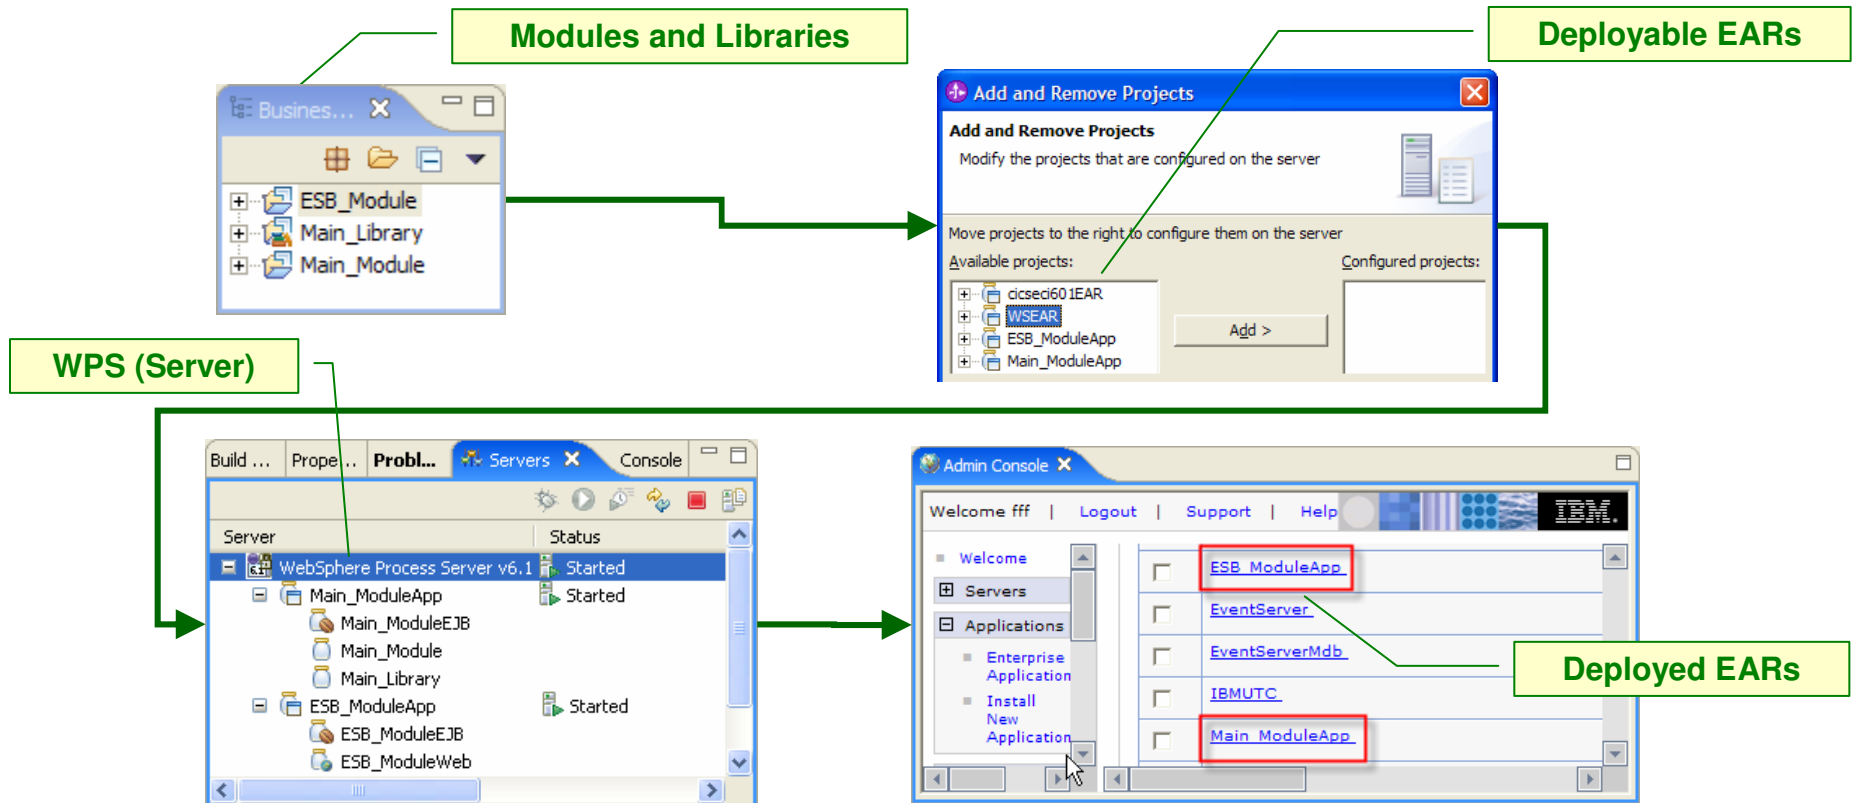 Modules and Libraries
Deployable EARs
Busines...
ESB_Module
Main_Library
Main_Module
Add and Remove Projects
Add and Remove Projects
Modify the projects that are configured on the server
Move projects to the right to configure them on the server
Available projects:
Configured projects:
cicseci601EAR
WSEAR
ESB_ModuleApp
Main_ModuleApp
Add >
WPS (Server)
Build ...
Prope...
Probl...
Servers
Console
Server
Status
WebSphere Process Server v6.1
Started
Main_ModuleApp
Started
Main_ModuleEJB
Main_Module
Main_Library
ESB_ModuleApp
Started
ESB_ModuleEJB
ESB_ModuleWeb
Admin Console
Welcome fff | Logout | Support | Help
IBM.
Welcome
Servers
Applications
Enterprise
Application
Install
New
Application
ESB_ModuleApp
EventServer
EventServerMdb
IBMUTC
Main_ModuleApp
Deployed EARs